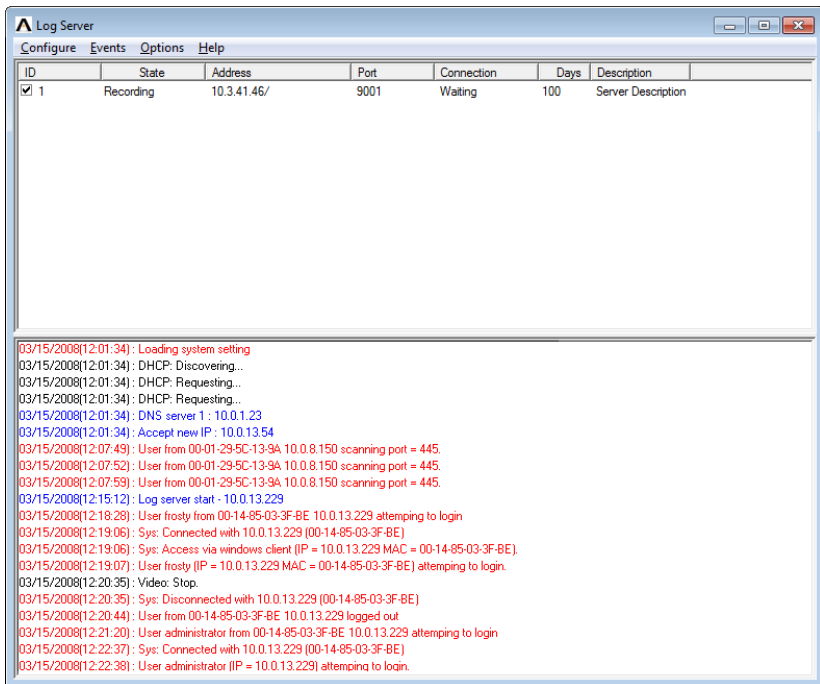 Log Server
Configure Events Options Help
ID State Address Port Connection Days Description
1 Recording 10.3.41.46/ 9001 Waiting 100 Server Description
03/15/2008(12:01:34) : Loading system setting
03/15/2008(12:01:34) : DHCP: Discovering...
03/15/2008(12:01:34) : DHCP: Requesting...
03/15/2008(12:01:34) : DHCP: Requesting...
03/15/2008(12:01:34) : DNS server 1 : 10.0.1.23
03/15/2008(12:01:34) : Accept new IP : 10.0.13.54
03/15/2008(12:07:49) : User from 00-01-29-5C-13-9A 10.0.8.150 scanning port = 445.
03/15/2008(12:07:52) : User from 00-01-29-5C-13-9A 10.0.8.150 scanning port = 445.
03/15/2008(12:07:59) : User from 00-01-29-5C-13-9A 10.0.8.150 scanning port = 445.
03/15/2008(12:15:12) : Log server start - 10.0.13.229
03/15/2008(12:18:28) : User frosty from 00-14-85-03-3F-BE 10.0.13.229 attemping to login
03/15/2008(12:19:06) : Sys: Connected with 10.0.13.229 (00-14-85-03-3F-BE)
03/15/2008(12:19:06) : Sys: Access via windows client (IP = 10.0.13.229 MAC = 00-14-85-03-3F-BE).
03/15/2008(12:19:07) : User frosty (IP = 10.0.13.229 MAC = 00-14-85-03-3F-BE) attemping to login.
03/15/2008(12:20:35) : Video: Stop.
03/15/2008(12:20:35) : Sys: Disconnected with 10.0.13.229 (00-14-85-03-3F-BE)
03/15/2008(12:20:44) : User from 00-14-85-03-3F-BE 10.0.13.229 logged out
03/15/2008(12:21:20) : User administrator from 00-14-85-03-3F-BE 10.0.13.229 attemping to login
03/15/2008(12:22:37) : Sys: Connected with 10.0.13.229 (00-14-85-03-3F-BE)
03/15/2008(12:22:38) : User administrator (IP = 10.0.13.229) attemping to login.